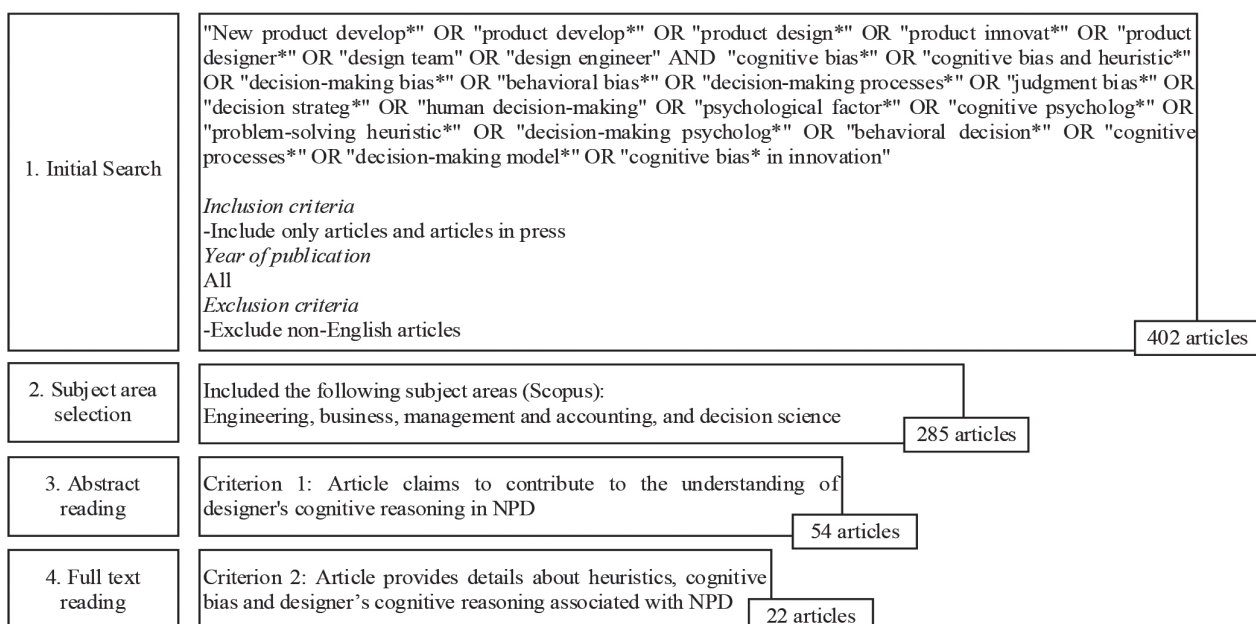 1. Initial Search
"New product develop*" OR "product develop*" OR "product design*" OR "product innovat*" OR "product
designer*" OR "design team" OR "design engineer" AND "cognitive bias*" OR "cognitive bias and heuristic*"
OR "decision-making bias*" OR "behavioral bias*" OR "decision-making processes*" OR "judgment bias*" OR
"decision strateg*" OR "human decision-making" OR "psychological factor*" OR "cognitive psycholog*" OR
"problem-solving heuristic*" OR "decision-making psycholog*" OR "behavioral decision*" OR "cognitive
processes*" OR "decision-making model*" OR "cognitive bias* in innovation"
Inclusion criteria
-Include only articles and articles in press
Year of publication
All
Exclusion criteria
-Exclude non-English articles
402 articles
2. Subject area
selection
Included the following subject areas (Scopus):
Engineering, business, management and accounting, and decision science
285 articles
3. Abstract
reading
Criterion 1: Article claims to contribute to the understanding of
designer's cognitive reasoning in NPD
54 articles
4. Full text
reading
Criterion 2: Article provides details about heuristics, cognitive
bias and designer’s cognitive reasoning associated with NPD
22 articles